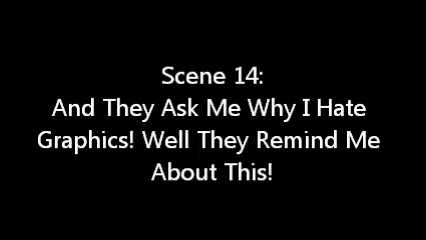 Scene 14:
And They Ask Me Why I Hate
Graphics! Well They Remind Me
About This!